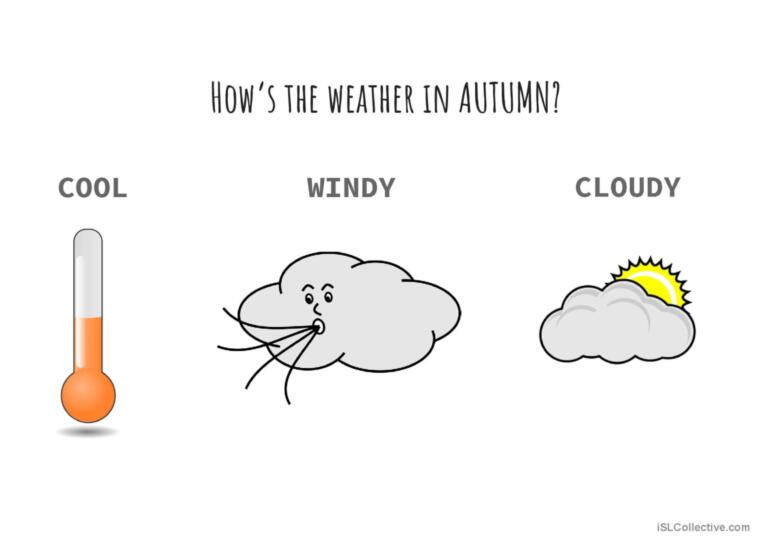 How's the weather in AUTUMN?
COOL WINDY CLOUDY
iSLCollective.com